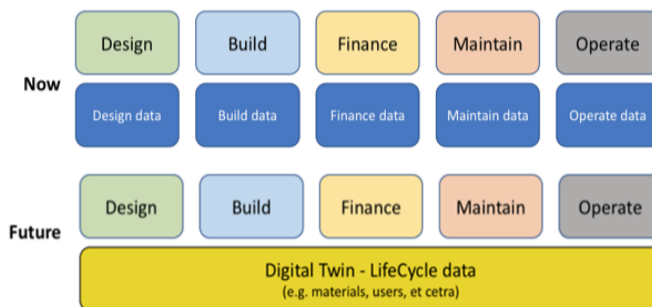 Design Build Finance Maintain Operate
Now
Design data Build data Finance data Maintain data Operate data
Design Build Finance Maintain Operate
Future
Digital Twin - LifeCycle data
(e.g. materials, users, et cetra)